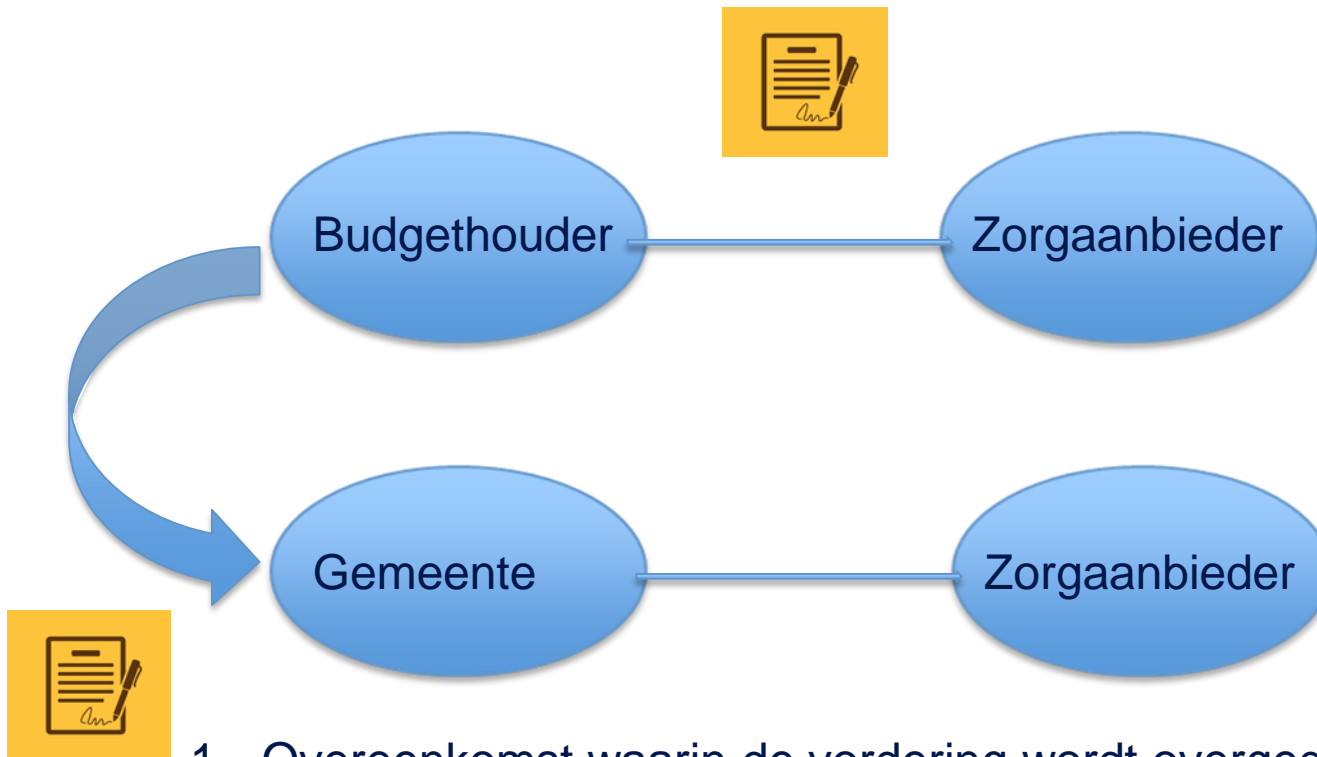 Budgethouder
Zorgaanbieder
Gemeente
Zorgaanbieder
1. Overeenkomst waarin de vordering wordt